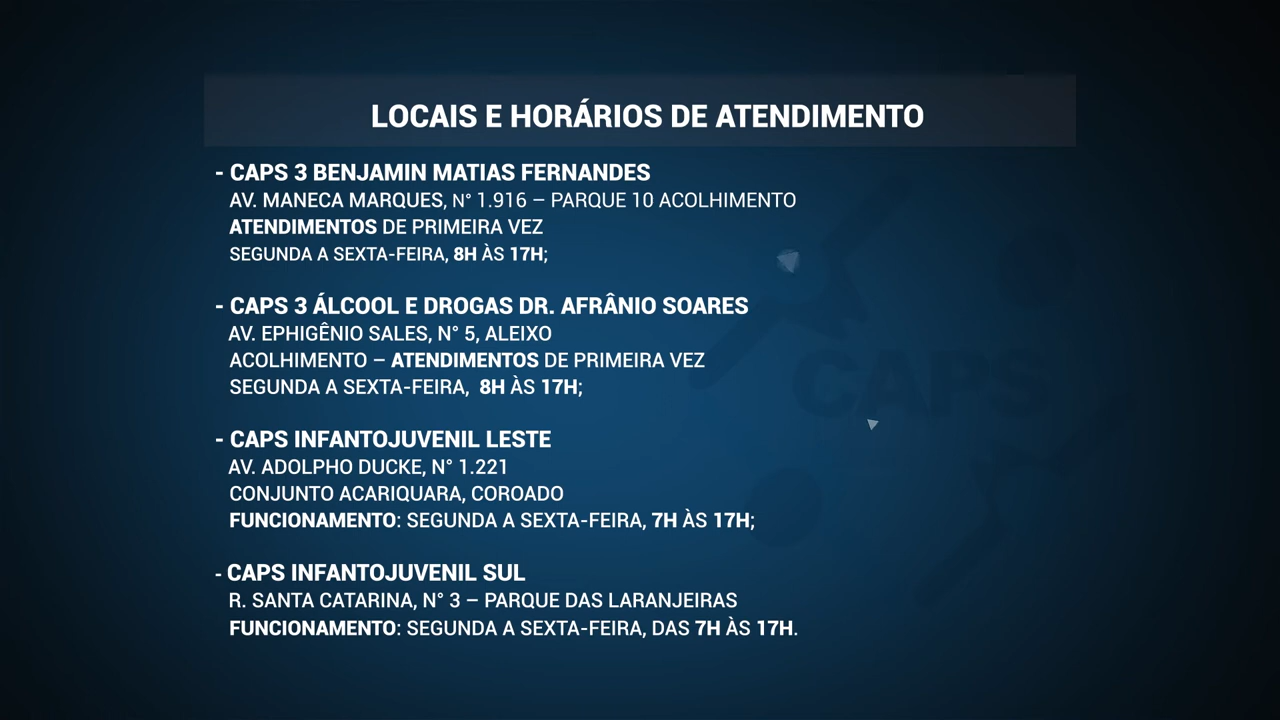 LOCAIS E HORÁRIOS DE ATENDIMENTO
- CAPS 3 BENJAMIN MATIAS FERNANDES
AV. MANECA MARQUES, N° 1.916 – PARQUE 10 ACOLHIMENTO
ATENDIMENTOS DE PRIMEIRA VEZ
SEGUNDA A SEXTA-FEIRA, 8H ÀS 17H;
- CAPS 3 ÁLCOOL E DROGAS DR. AFRÂNIO SOARES
AV. EPHIGÊNIO SALES, N° 5, ALEIXO
ACOLHIMENTO – ATENDIMENTOS DE PRIMEIRA VEZ
SEGUNDA A SEXTA-FEIRA, 8H ÀS 17H;
CAPS
- CAPS INFANTOJUVENIL LESTE
AV. ADOLPHO DUCKE, N° 1.221
CONJUNTO ACARIQUARA, COROADO
FUNCIONAMENTO: SEGUNDA A SEXTA-FEIRA, 7H ÀS 17H;
- CAPS INFANTOJUVENIL SUL
R. SANTA CATARINA, N° 3 – PARQUE DAS LARANJEIRAS
FUNCIONAMENTO: SEGUNDA A SEXTA-FEIRA, DAS 7H ÀS 17H.